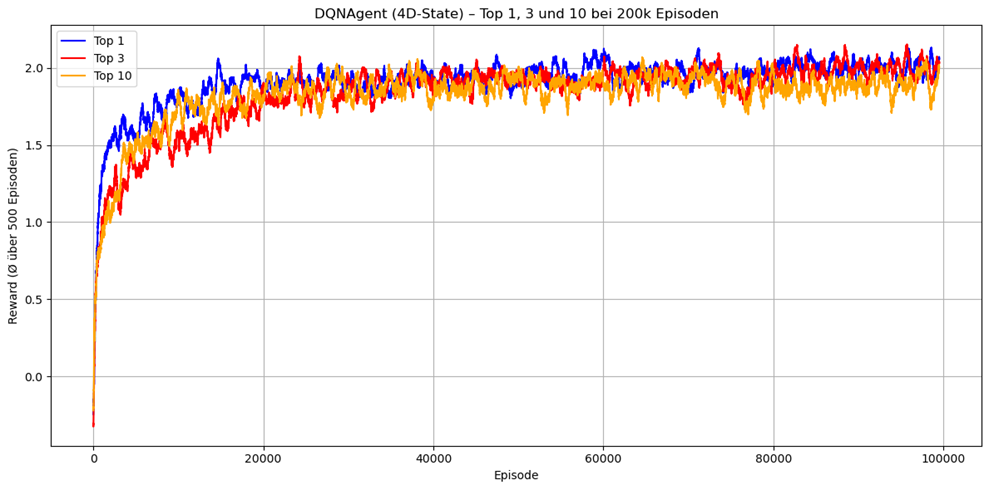 DQNAgent (4D-State) – Top 1, 3 und 10 bei 200k Episoden
Top 1
Top 3
Top 10
2.0
1.5
1.0
0.5
0.0
Reward (Ø über 500 Episoden)
0
20000
40000
60000
80000
100000
Episode